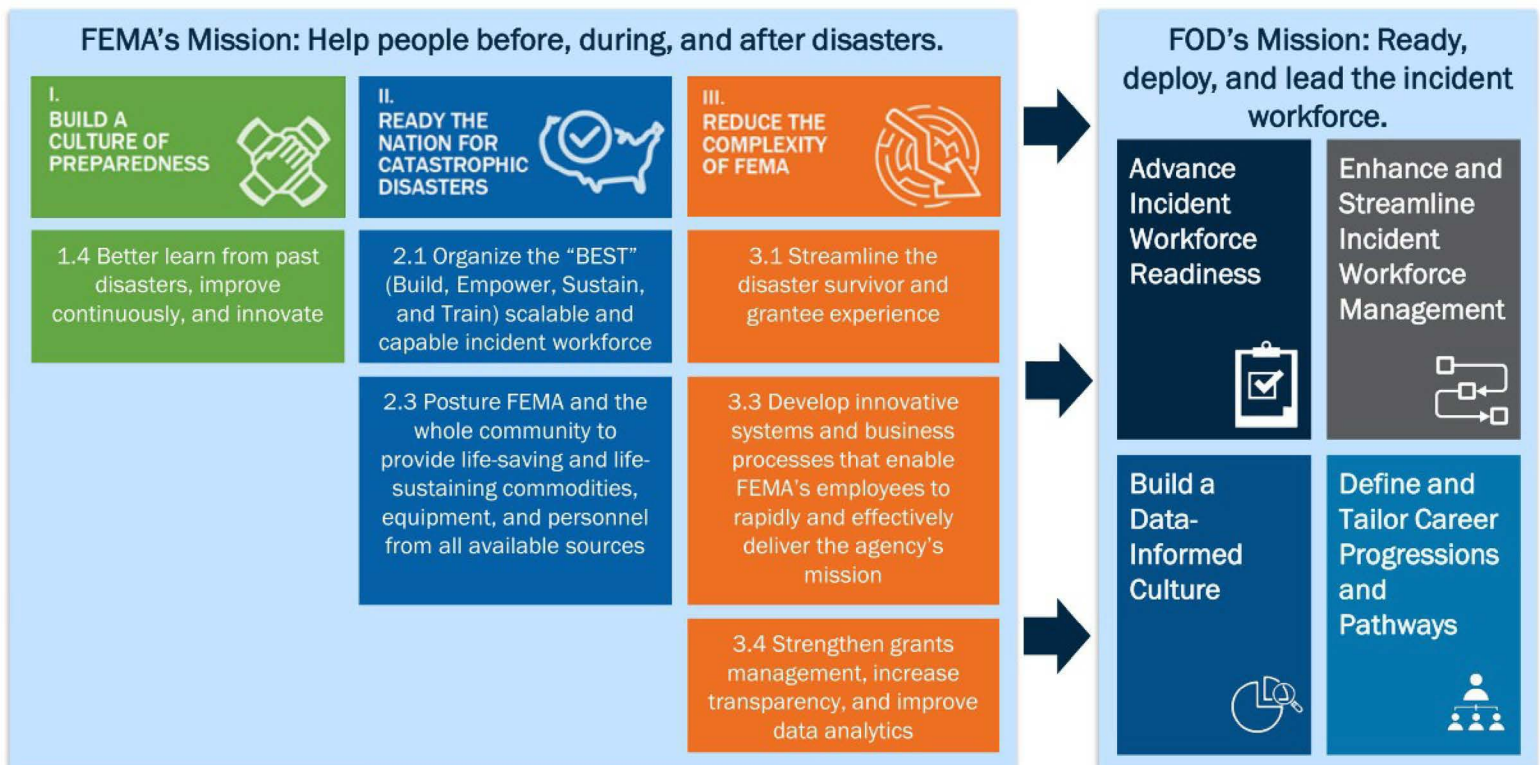 FEMA's Mission: Help people before, during, and after disasters.
I.
BUILD A
CULTURE OF
PREPAREDNESS
II.
READY THE
NATION FOR
CATASTROPHIC
DISASTERS
III.
REDUCE THE
COMPLEXITY
OF FEMA
1.4 Better learn from past
disasters, improve
continuously, and innovate
2.1 Organize the “BEST”
(Build, Empower, Sustain,
and Train) scalable and
capable incident workforce
3.1 Streamline the
disaster survivor and
grantee experience
2.3 Posture FEMA and the
whole community to
provide life-saving and life-
sustaining commodities,
equipment, and personnel
from all available sources
3.3 Develop innovative
systems and business
processes that enable
FEMA's employees to
rapidly and effectively
deliver the agency's
mission
3.4 Strengthen grants
management, increase
transparency, and improve
data analytics
FOD's Mission: Ready,
deploy, and lead the incident
workforce.
Advance
Incident
Workforce
Readiness
Enhance and
Streamline
Incident
Workforce
Management
Build a
Data-
Informed
Culture
Define and
Tailor Career
Progressions
and
Pathways